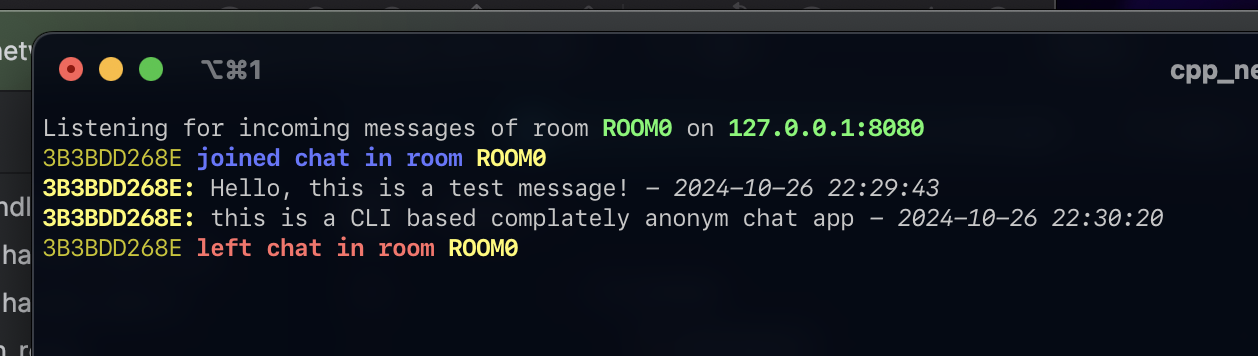 ⌥⌘1
cpp_ne
Listening for incoming messages of room ROOM0 on 127.0.0.1:8080
3B3BDD268E joined chat in room ROOM0
3B3BDD268E: Hello, this is a test message! - 2024-10-26 22:29:43
3B3BDD268E: this is a CLI based complately anonym chat app - 2024-10-26 22:30:20
3B3BDD268E left chat in room ROOM0